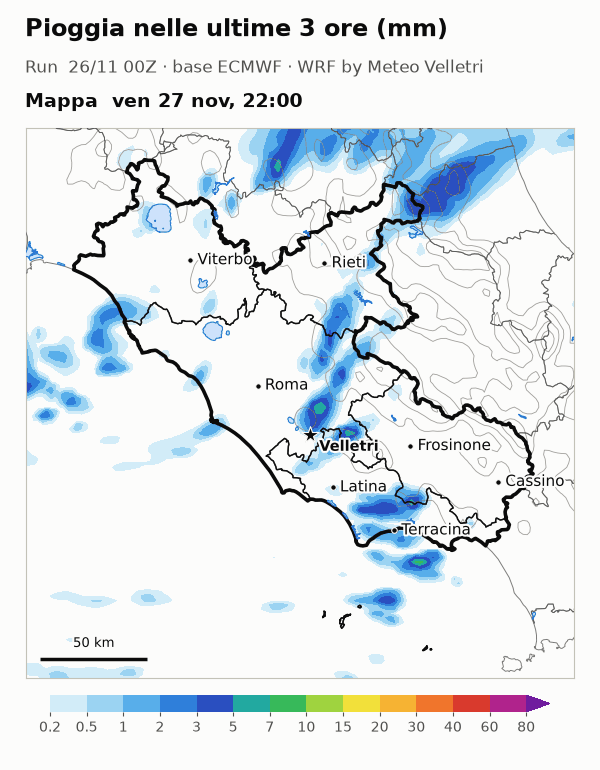 Pioggia nelle ultime 3 ore (mm)
Run  26/11 00Z · base ECMWF · WRF by Meteo Velletri
Mappa  ven 27 nov, 22:00
Viterbo
Rieti
Roma
Velletri
Frosinone
Latina
Cassino
Terracina
50 km
0.2 0.5 1 2 3 5 7 10 15 20 30 40 60 80